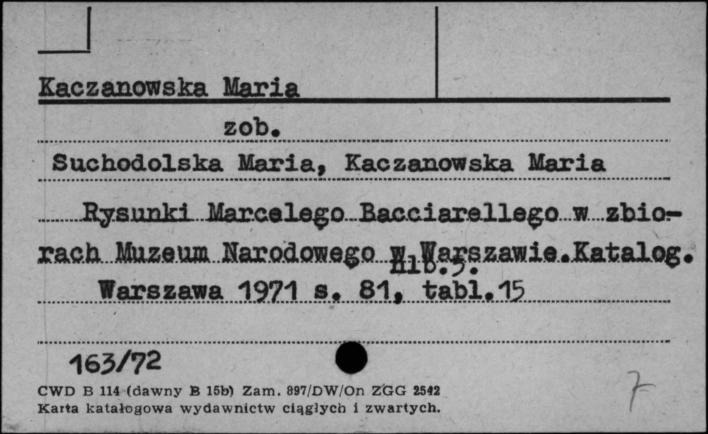 Kaczanowska Maria
zob.
Suchodolska Maria, Kaczanowska Maria
Rysunki Marcelego Bacciarellego w zbio-
rach Muzeum Narodowego w Warszawie.Katalog.
nlb.5.
Warszawa 1971 s. 81, tabl.15
163/72
CWD B 114 (dawny B 15b) Zam. 897/DW/On ZGG 2542
Karta katalogowa wydawnictw ciągłych i zwartych.
7